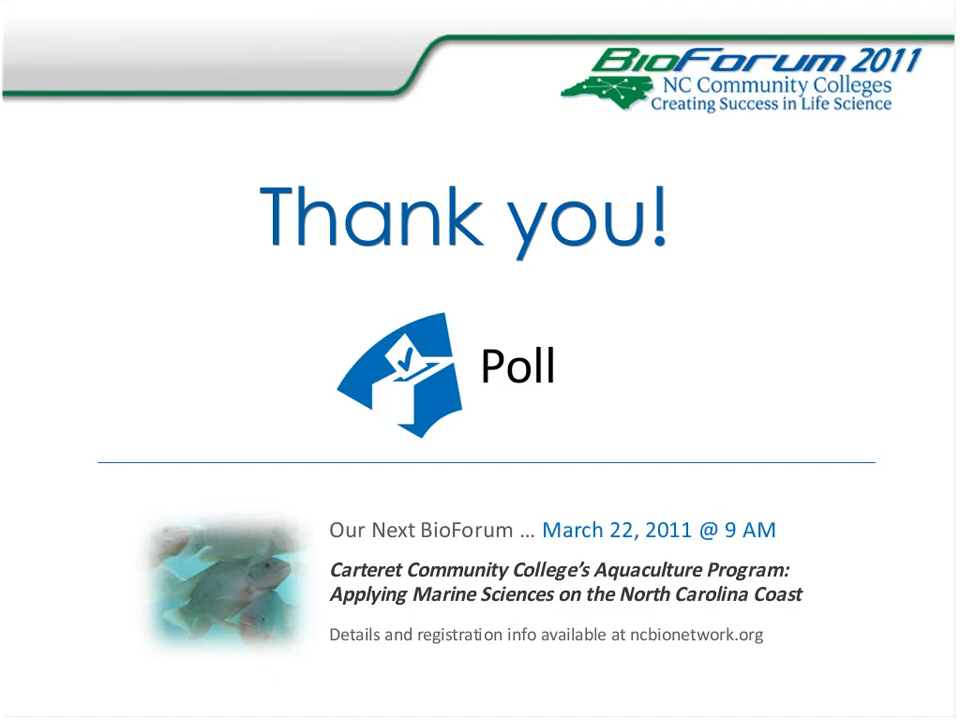 BioForum 2011
NC Community Colleges
Creating Success in Life Science
Thank you!
Poll
Our Next BioForum ... March 22, 2011 @ 9 AM
Carteret Community College’s Aquaculture Program:
Applying Marine Sciences on the North Carolina Coast
Details and registration info available at ncbionetwork.org